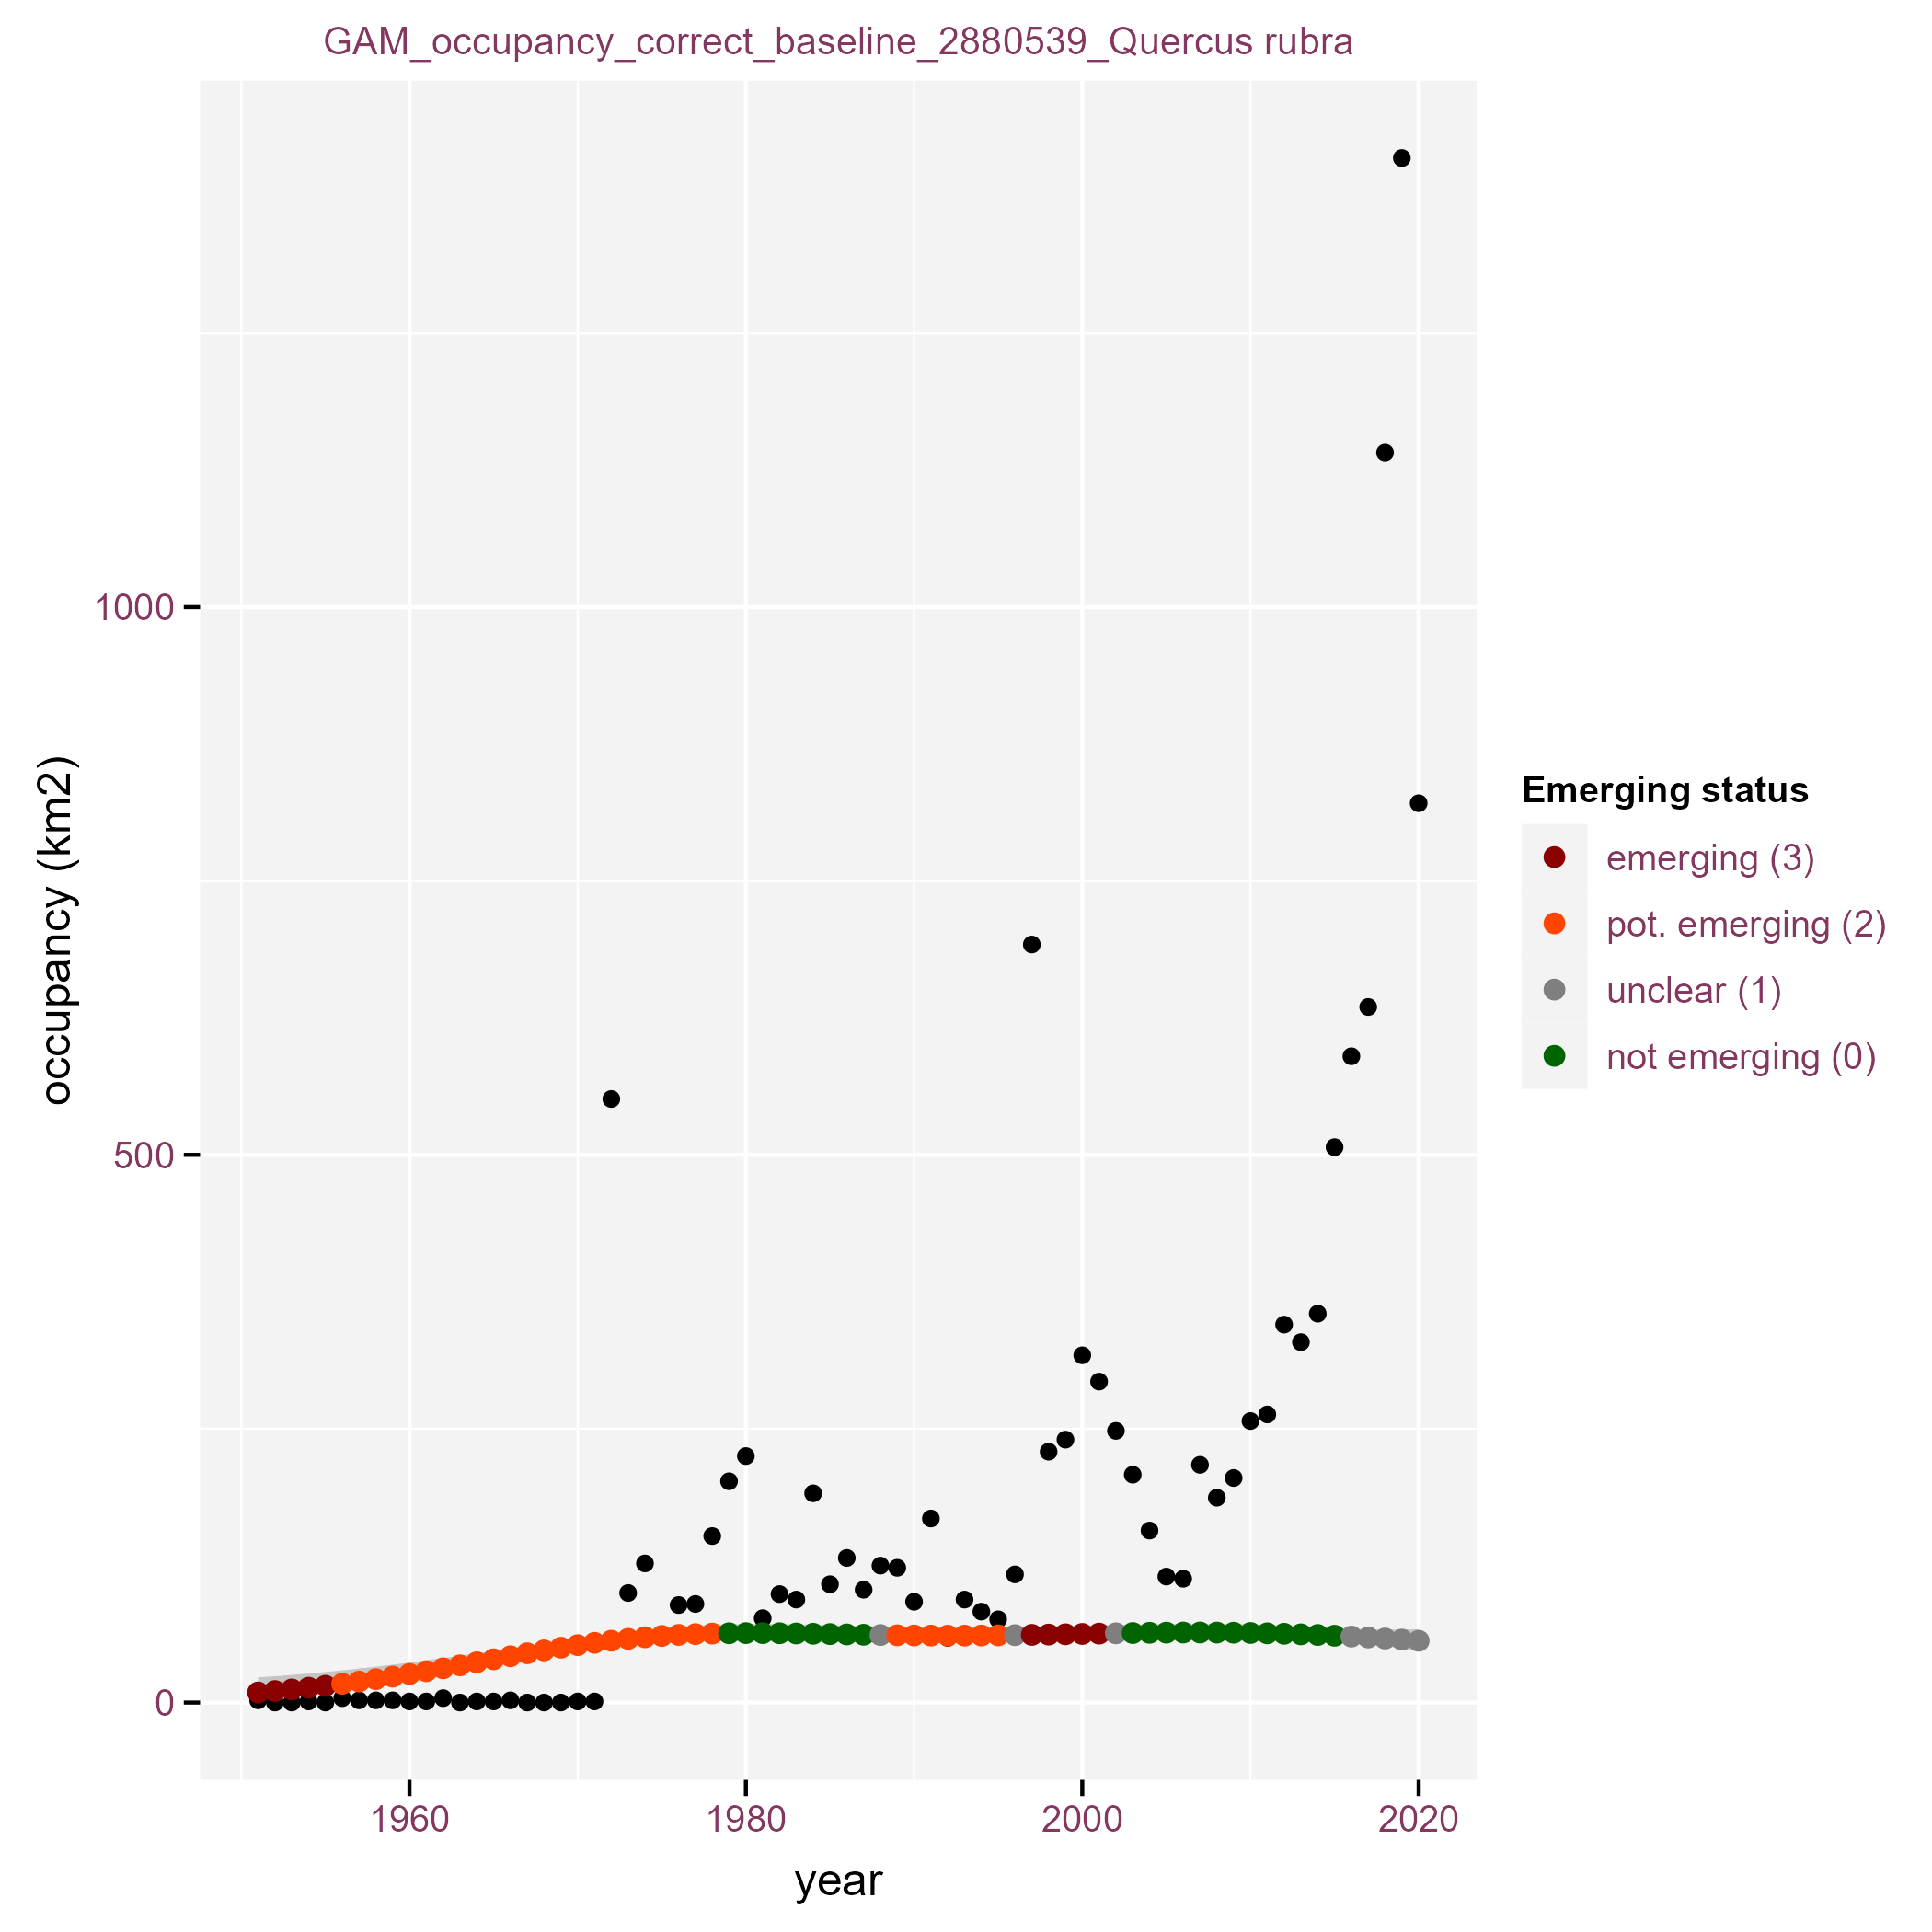 GAM_occupancy_correct_baseline_2880539_Quercus rubra
occupancy (km2)
1000
500
0
1960
1980
2000
2020
year
Emerging status
emerging (3)
pot. emerging (2)
unclear (1)
not emerging (0)